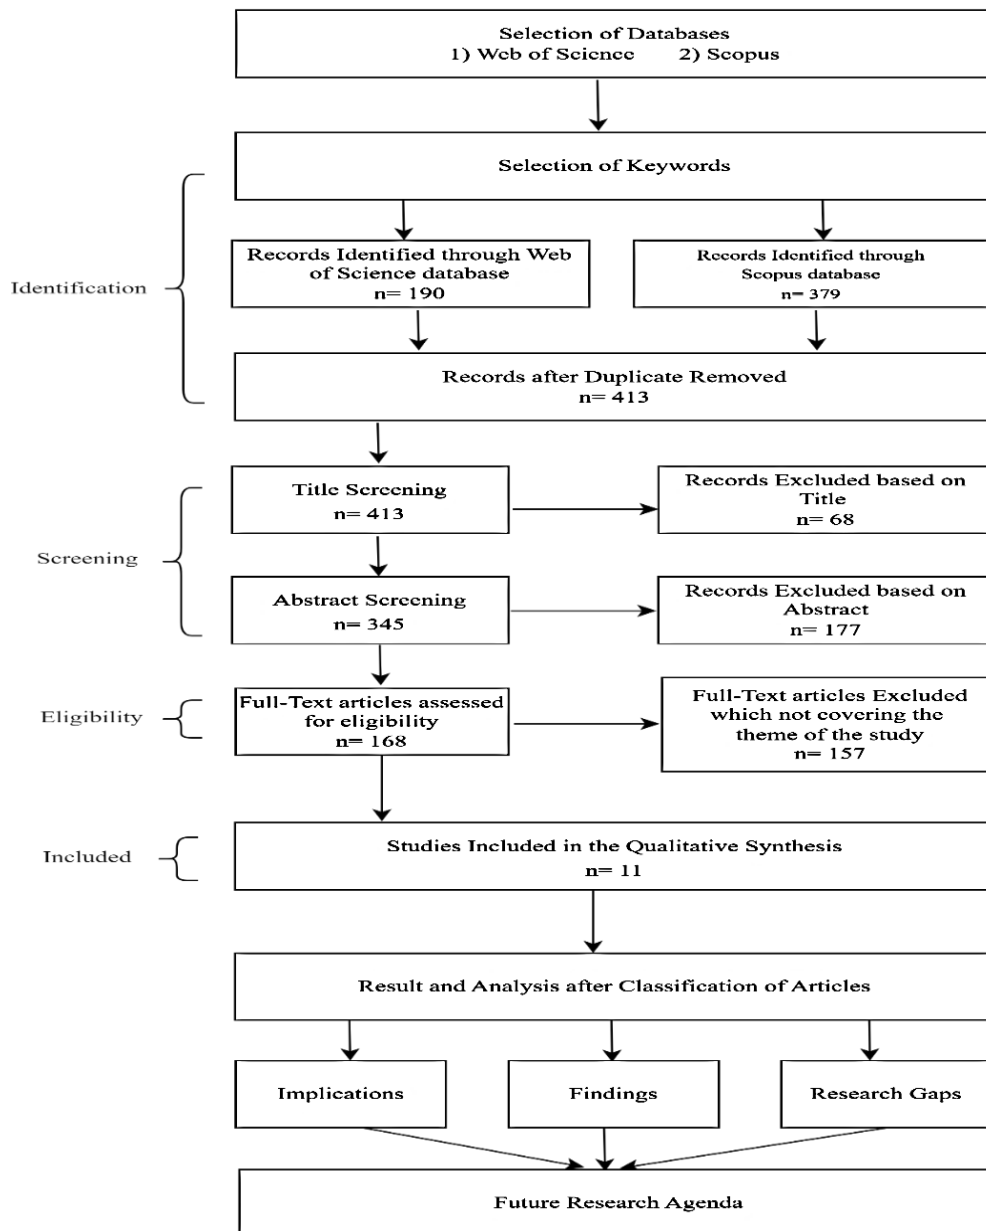 Selection of Databases
1) Web of Science 2) Scopus
Selection of Keywords
Identification
Records Identified through Web
of Science database
n= 190
Records Identified through
Scopus database
n= 379
Records after Duplicate Removed
n= 413
Screening
Title Screening
n= 413
Records Excluded based on
Title
n= 68
Abstract Screening
n= 345
Records Excluded based on
Abstract
n= 177
Eligibility
Full-Text articles assessed
for eligibility
n= 168
Full-Text articles Excluded
which not covering the
theme of the study
n= 157
Included
Studies Included in the Qualitative Synthesis
n= 11
Result and Analysis after Classification of Articles
Implications
Findings
Research Gaps
Future Research Agenda